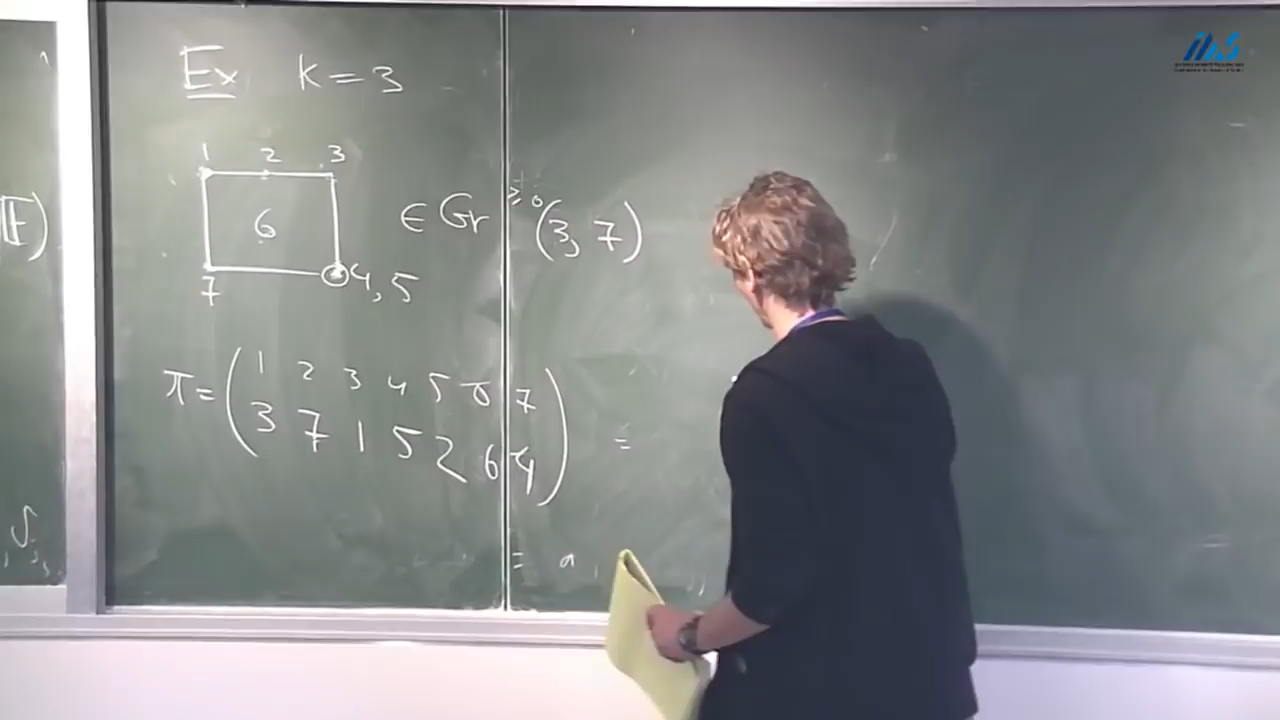 Ex k = 3
1 2 3
6 ∈ Gr ≥0 (3, 7)
7 4, 5
π = ( 1 2 3 4 5 6 7
3 7 1 5 2 6 4 ) =